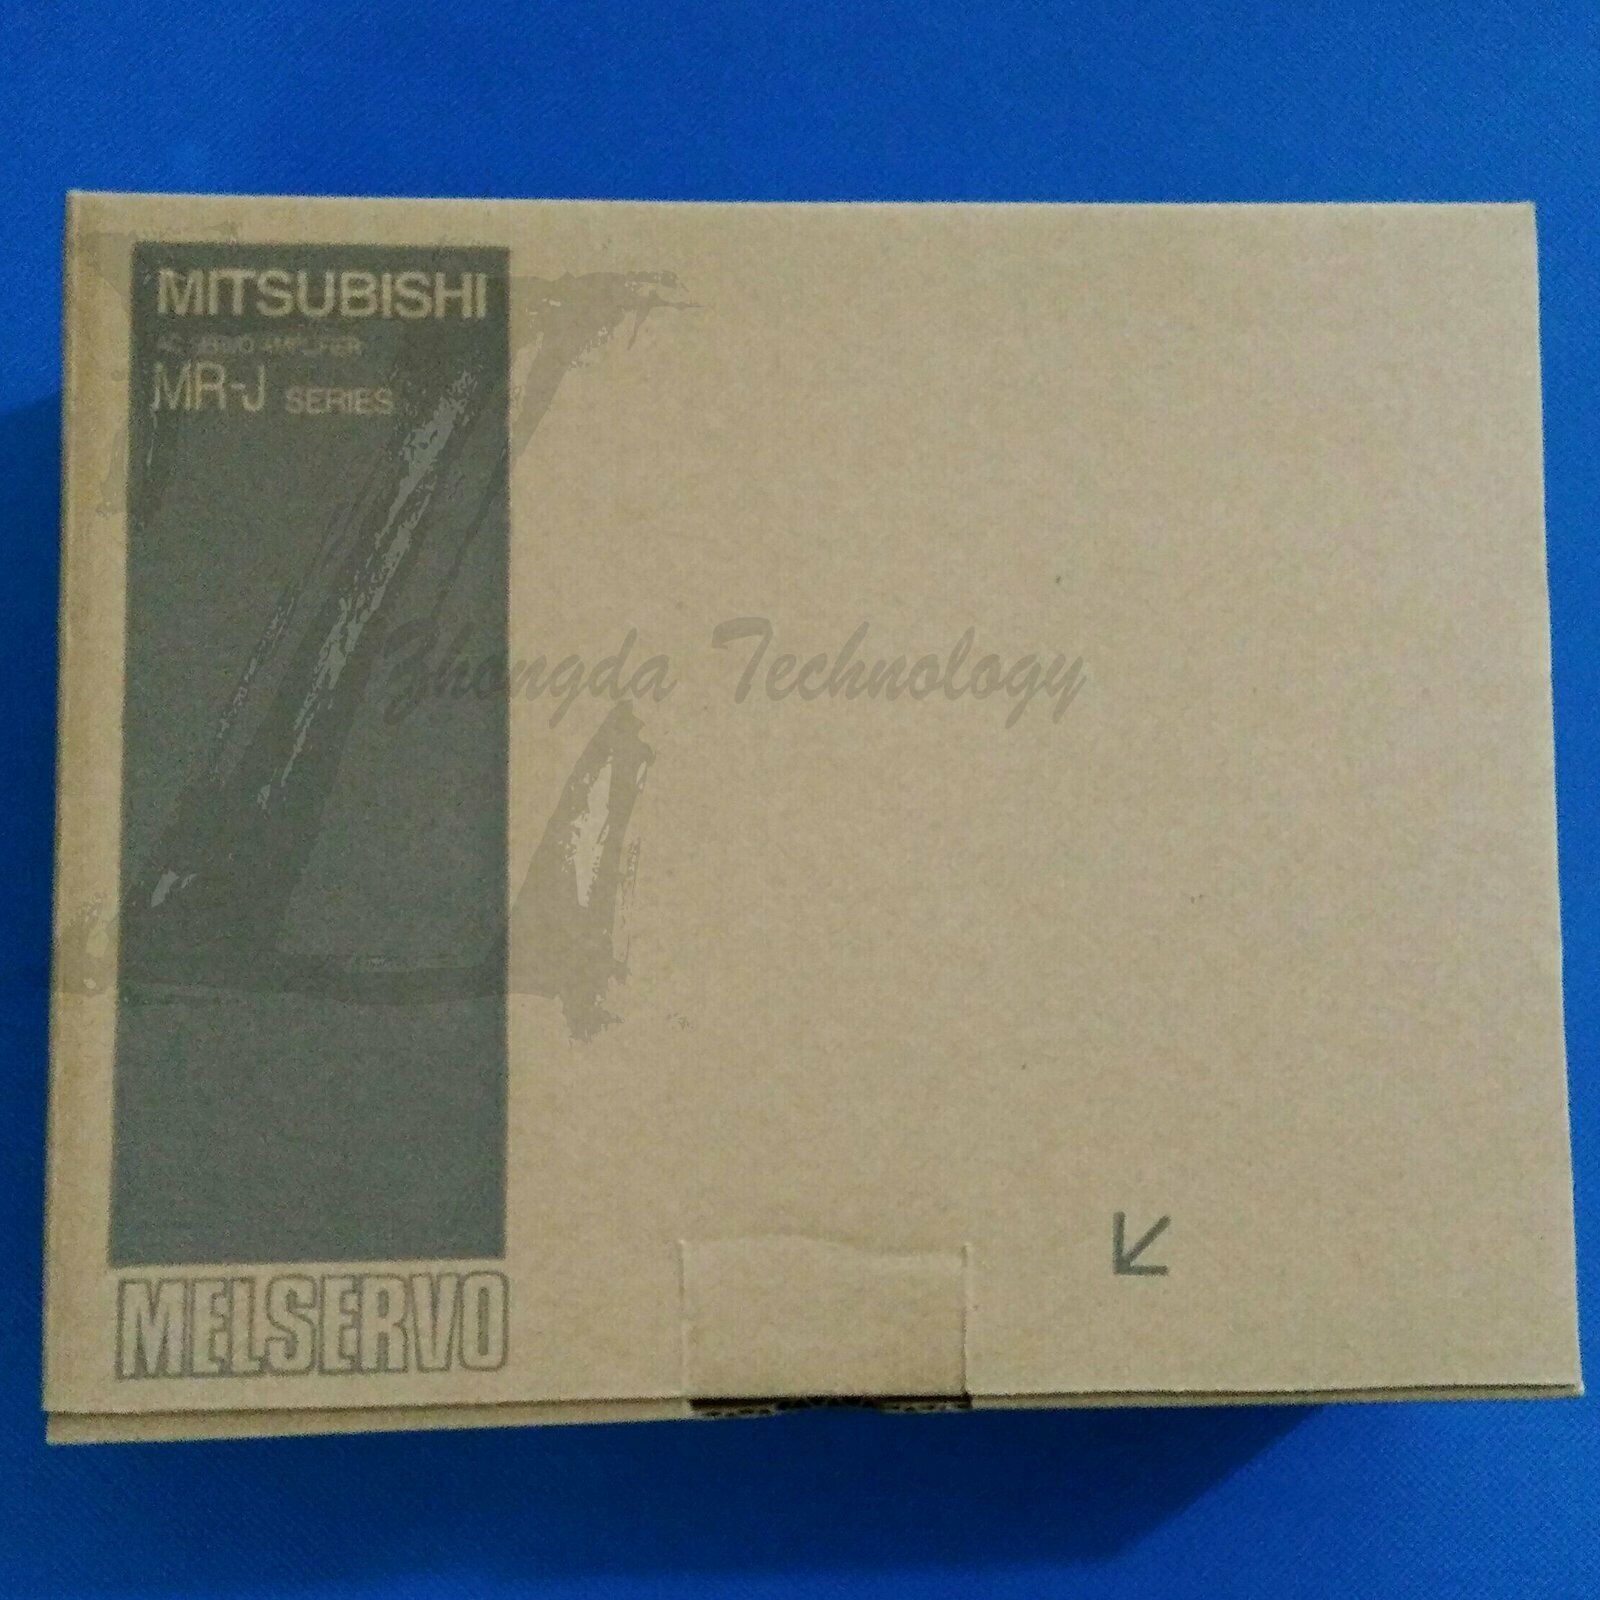 MITSUBISHI
AC SERVO AMPLIFIER
MR-J SERIES
Zhongda Technology
MELSERVO